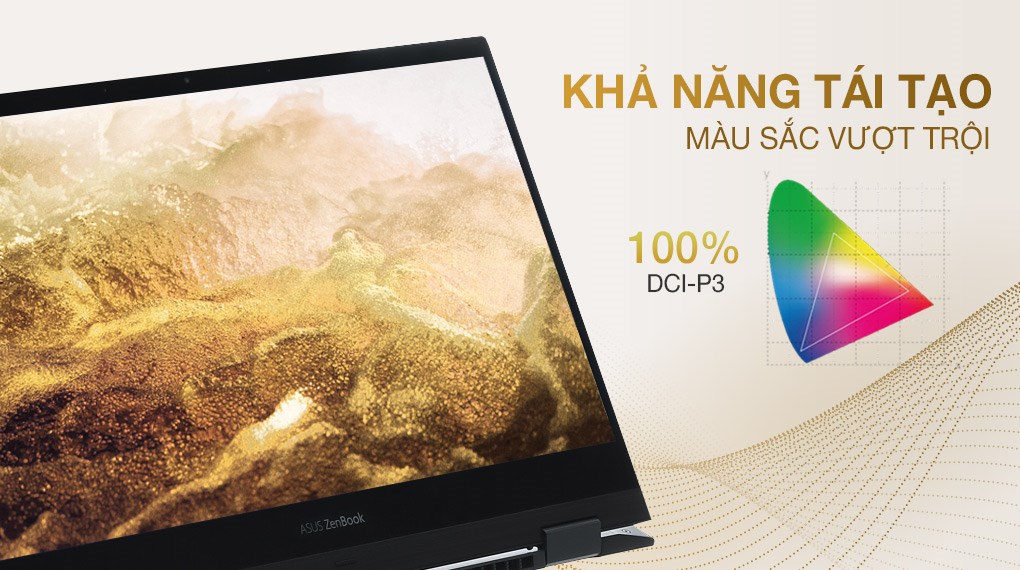 KHẢ NĂNG TÁI TẠO
MÀU SẮC VƯỢT TRỘI
y
100%
DCI-P3
ASUS ZenBook